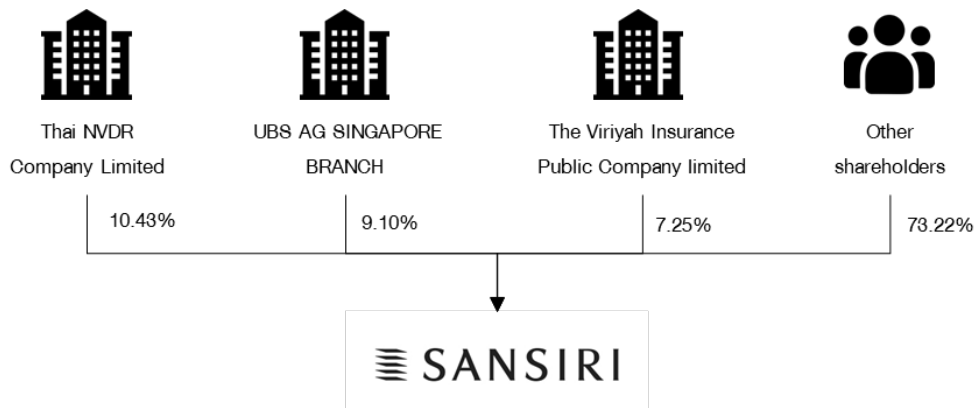 Thai NVDR
Company Limited
UBS AG SINGAPORE
BRANCH
The Viriyah Insurance
Public Company limited
Other
shareholders
10.43%
9.10%
7.25%
73.22%
SANSIRI